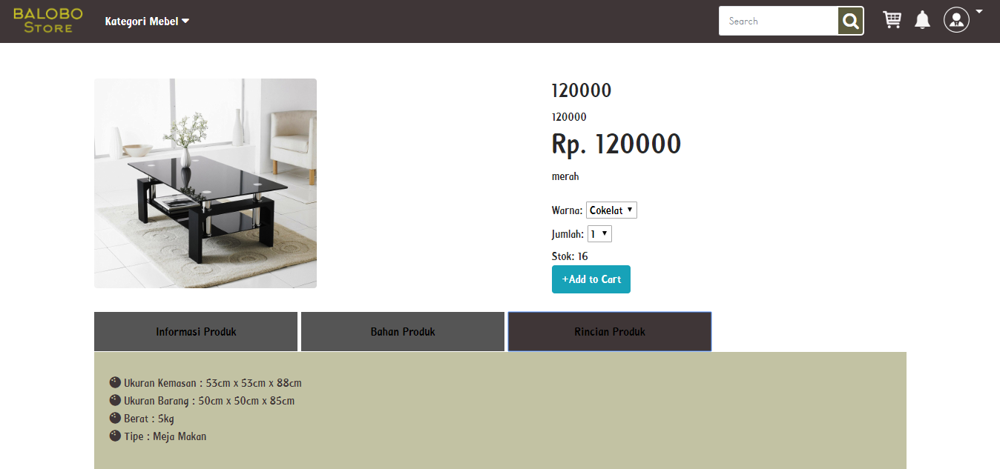 BALOBO
STORE
Kategori Mebel
Search
120000
120000
Rp. 120000
merah
Warna: Cokelat
Jumlah: 1
Stok: 16
+Add to Cart
Informasi Produk
Bahan Produk
Rincian Produk
Ukuran Kemasan : 53cm x 53cm x 88cm
Ukuran Barang : 50cm x 50cm x 85cm
Berat : 5kg
Tipe : Meja Makan